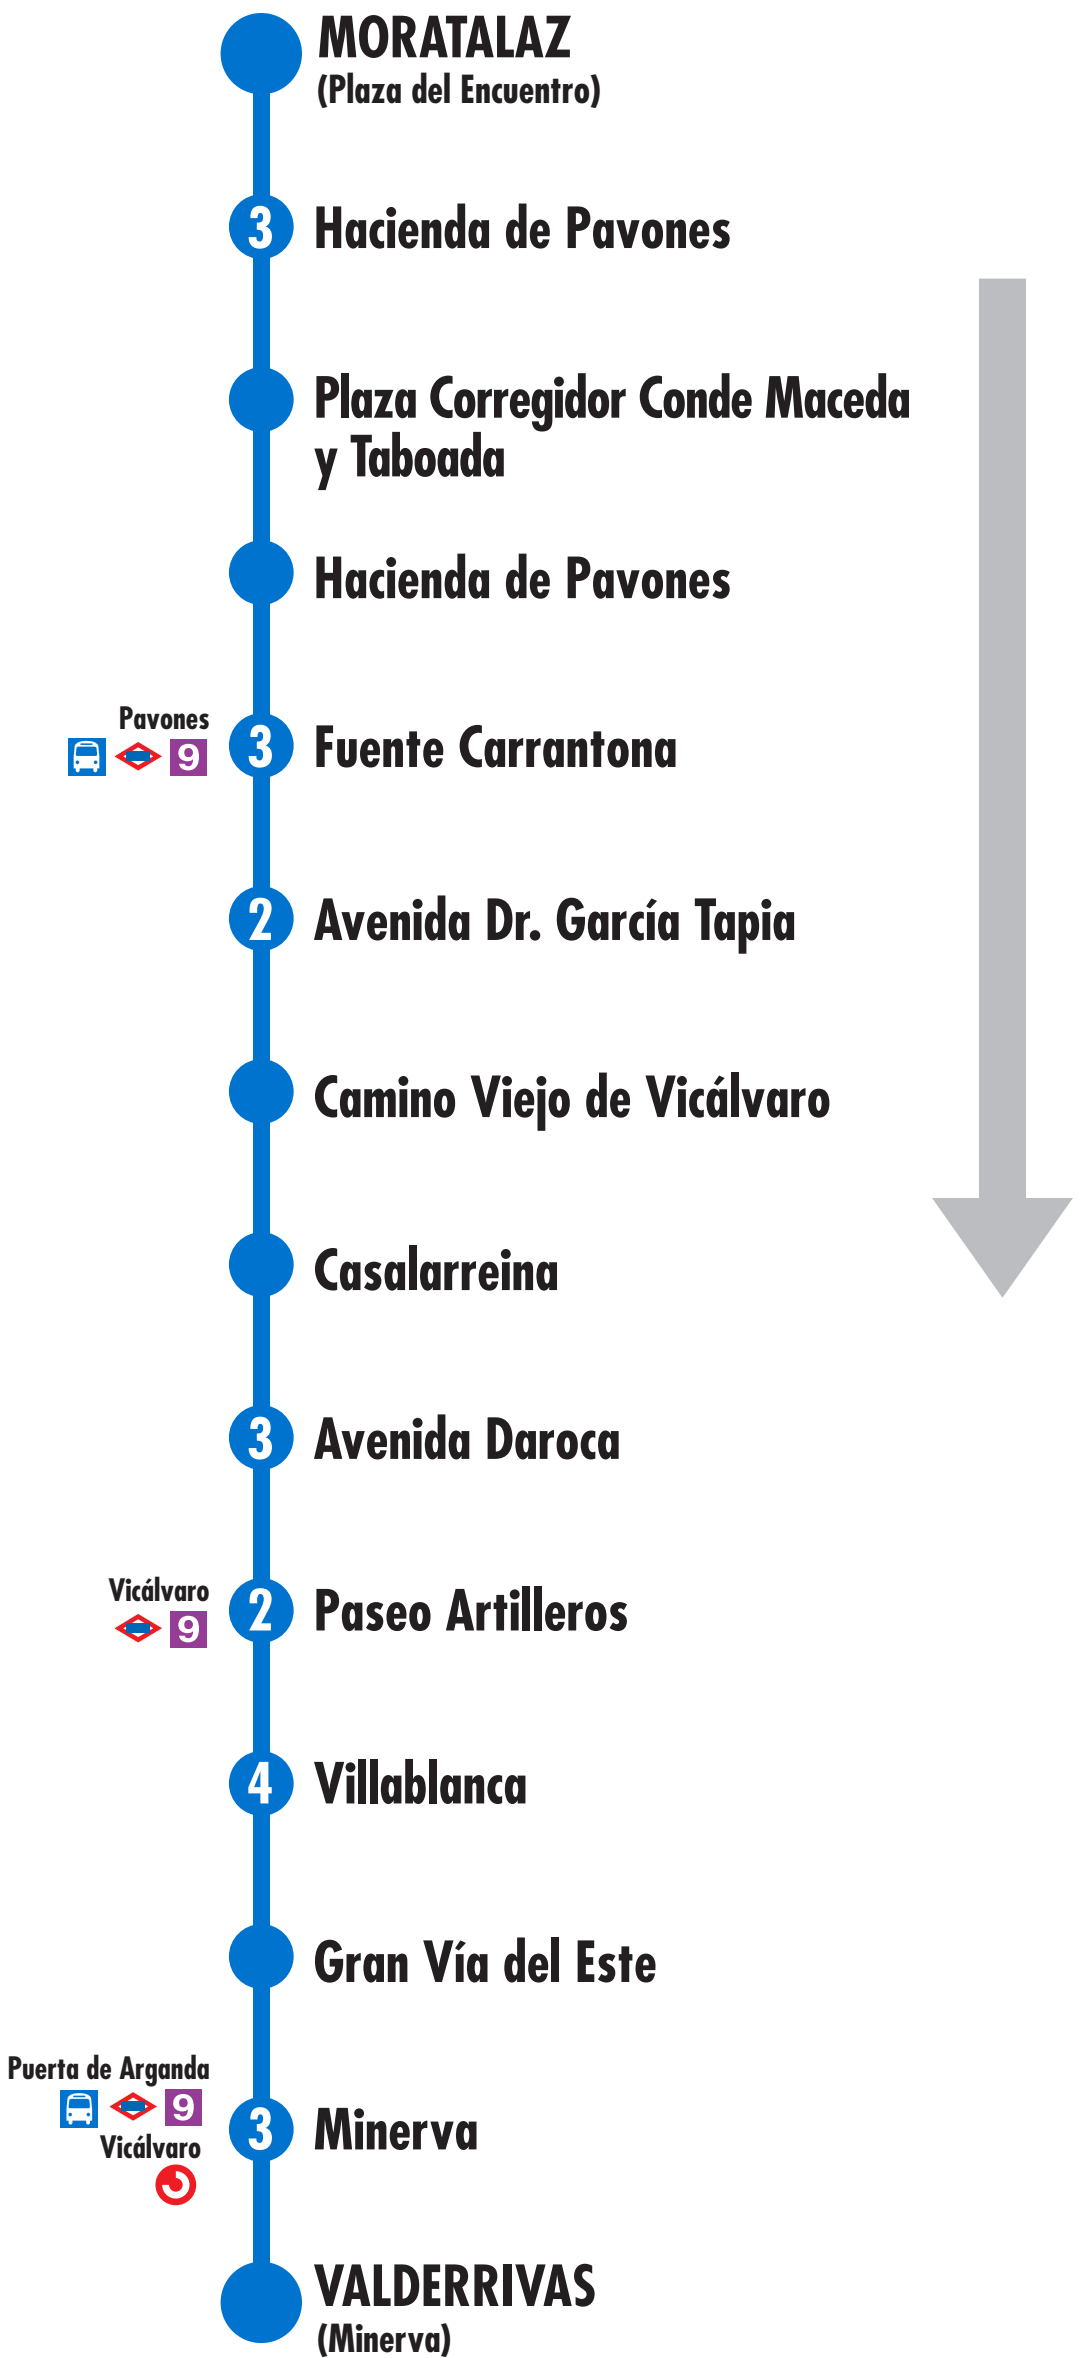 MORATALAZ
(Plaza del Encuentro)
3 Hacienda de Pavones
Plaza Corregidor Conde Maceda
y Taboada
Hacienda de Pavones
Pavones
9 3 Fuente Carrantona
2 Avenida Dr. García Tapia
Camino Viejo de Vicálvaro
Casalarreina
3 Avenida Daroca
Vicálvaro
9 2 Paseo Artilleros
4 Villablanca
Gran Vía del Este
Puerta de Arganda
9
3 Minerva
Vicálvaro
VALDERRIVAS
(Minerva)